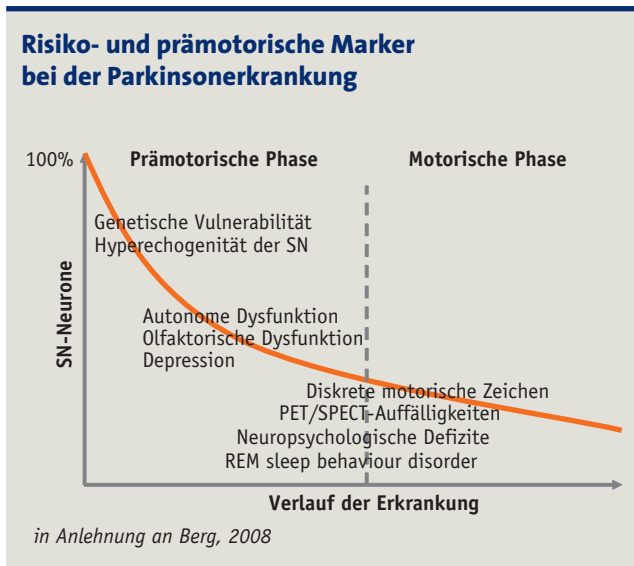 Risiko- und prämotorische Marker
bei der Parkinsonerkrankung
100%
Prämotorische Phase
Motorische Phase
Genetische Vulnerabilität
Hyperechogenität der SN
SN-Neurone
Autonome Dysfunktion
Olfaktorische Dysfunktion
Depression
Diskrete motorische Zeichen
PET/SPECT-Auffälligkeiten
Neuropsychologische Defizite
REM sleep behaviour disorder
Verlauf der Erkrankung
in Anlehnung an Berg, 2008